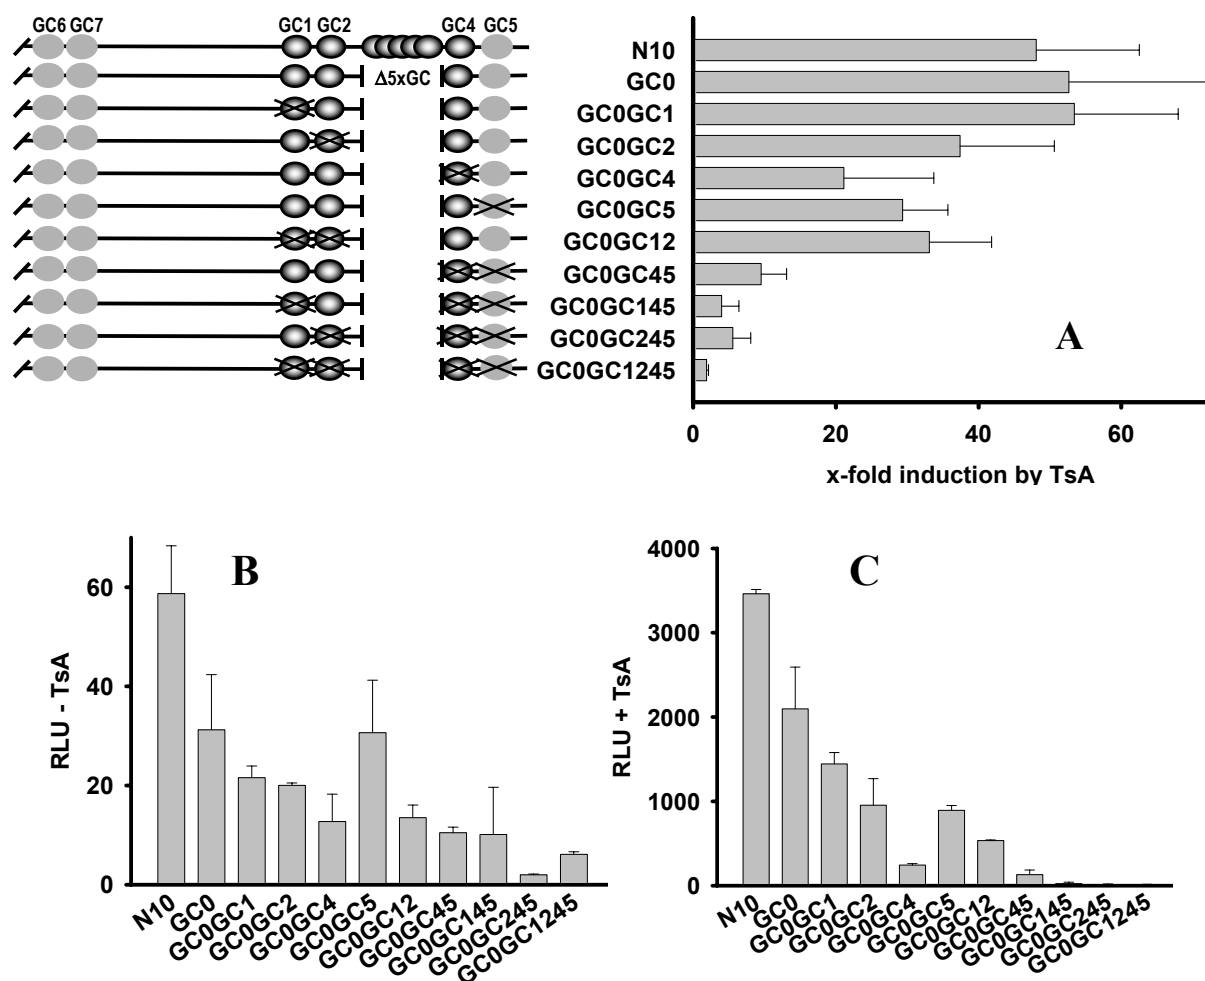 GC6 GC7 GC1 GC2 GC4 GC5
Δ5xGC
N10
GC0
GC0GC1
GC0GC2
GC0GC4
GC0GC5
GC0GC12
GC0GC45
GC0GC145
GC0GC245
GC0GC1245
A
0 20 40 60
x-fold induction by TsA
B
RLU - TsA
60
40
20
0
N10
GC0
GC0GC1
GC0GC2
GC0GC4
GC0GC5
GC0GC12
GC0GC45
GC0GC145
GC0GC245
GC0GC1245
C
RLU + TsA
4000
3000
2000
1000
0
N10
GC0
GC0GC1
GC0GC2
GC0GC4
GC0GC5
GC0GC12
GC0GC45
GC0GC145
GC0GC245
GC0GC1245